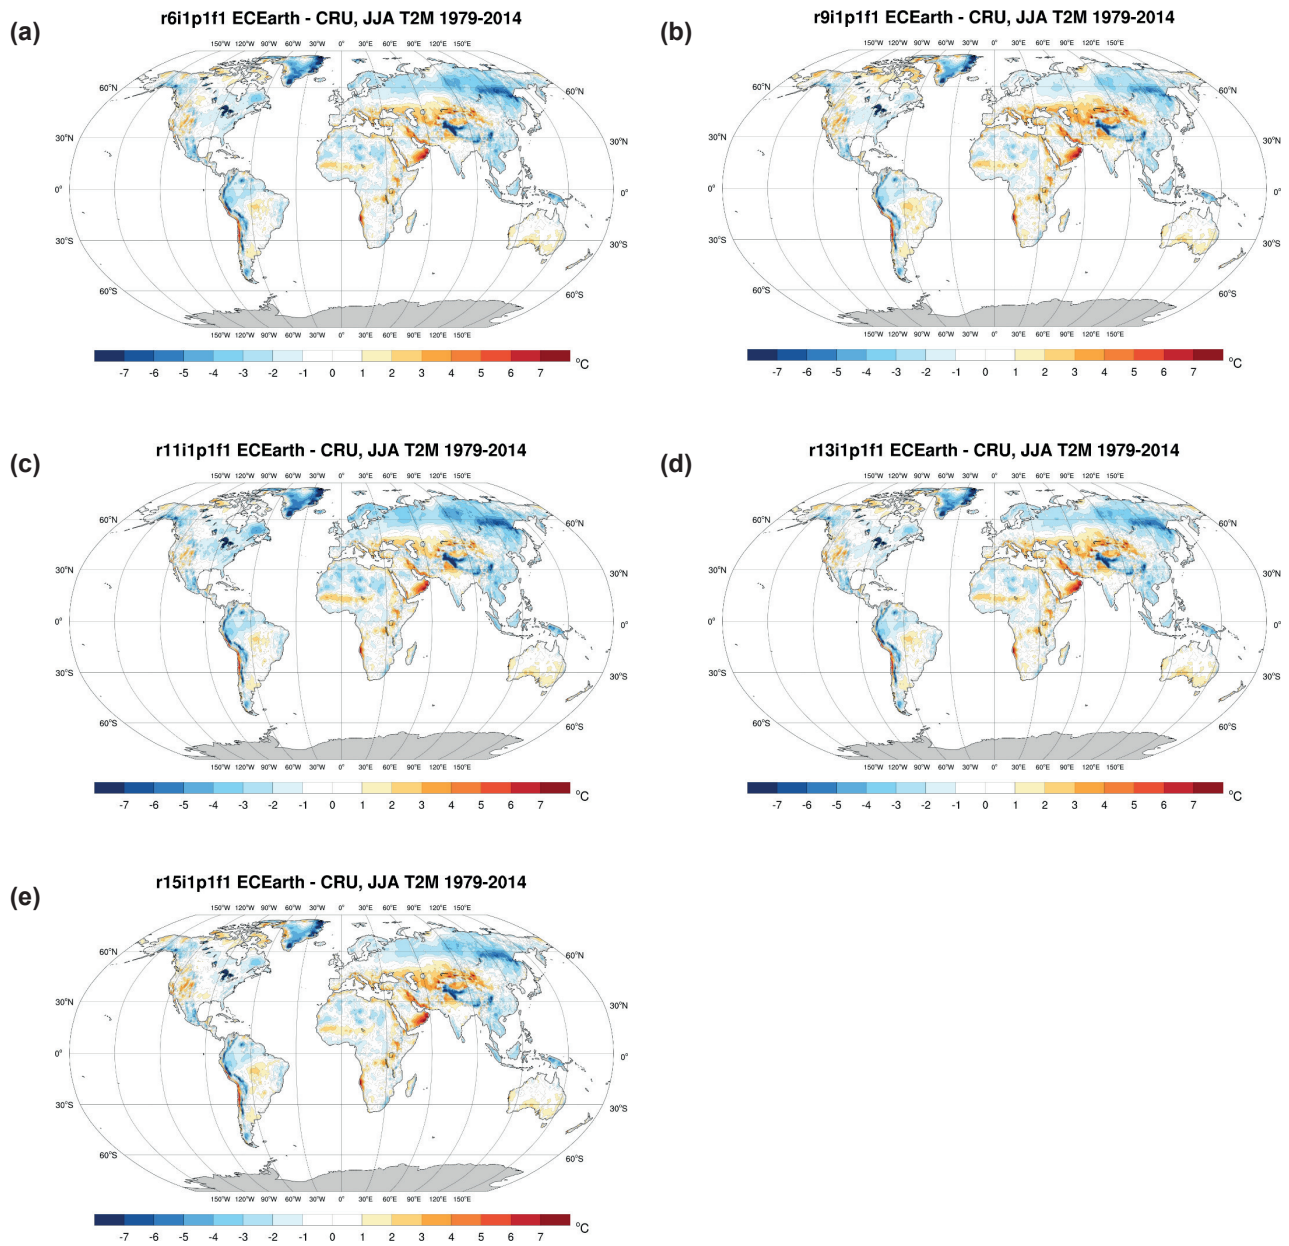 (a)
r6i1p1f1 ECEarth - CRU, JJA T2M 1979-2014
150°W 120°W 90°W 60°W 30°W 0° 30°E 60°E 90°E 120°E 150°E
60°N 60°N
30°N 30°N
0° 0°
30°S 30°S
60°S 60°S
150°W 120°W 90°W 60°W 30°W 0° 30°E 60°E 90°E 120°E 150°E
-7 -6 -5 -4 -3 -2 -1 0 1 2 3 4 5 6 7 °C
(b)
r9i1p1f1 ECEarth - CRU, JJA T2M 1979-2014
150°W 120°W 90°W 60°W 30°W 0° 30°E 60°E 90°E 120°E 150°E
60°N 60°N
30°N 30°N
0° 0°
30°S 30°S
60°S 60°S
150°W 120°W 90°W 60°W 30°W 0° 30°E 60°E 90°E 120°E 150°E
-7 -6 -5 -4 -3 -2 -1 0 1 2 3 4 5 6 7 °C
(c)
r11i1p1f1 ECEarth - CRU, JJA T2M 1979-2014
150°W 120°W 90°W 60°W 30°W 0° 30°E 60°E 90°E 120°E 150°E
60°N 60°N
30°N 30°N
0° 0°
30°S 30°S
60°S 60°S
150°W 120°W 90°W 60°W 30°W 0° 30°E 60°E 90°E 120°E 150°E
-7 -6 -5 -4 -3 -2 -1 0 1 2 3 4 5 6 7 °C
(d)
r13i1p1f1 ECEarth - CRU, JJA T2M 1979-2014
150°W 120°W 90°W 60°W 30°W 0° 30°E 60°E 90°E 120°E 150°E
60°N 60°N
30°N 30°N
0° 0°
30°S 30°S
60°S 60°S
150°W 120°W 90°W 60°W 30°W 0° 30°E 60°E 90°E 120°E 150°E
-7 -6 -5 -4 -3 -2 -1 0 1 2 3 4 5 6 7 °C
(e)
r15i1p1f1 ECEarth - CRU, JJA T2M 1979-2014
150°W 120°W 90°W 60°W 30°W 0° 30°E 60°E 90°E 120°E 150°E
60°N 60°N
30°N 30°N
0° 0°
30°S 30°S
60°S 60°S
150°W 120°W 90°W 60°W 30°W 0° 30°E 60°E 90°E 120°E 150°E
-7 -6 -5 -4 -3 -2 -1 0 1 2 3 4 5 6 7 °C